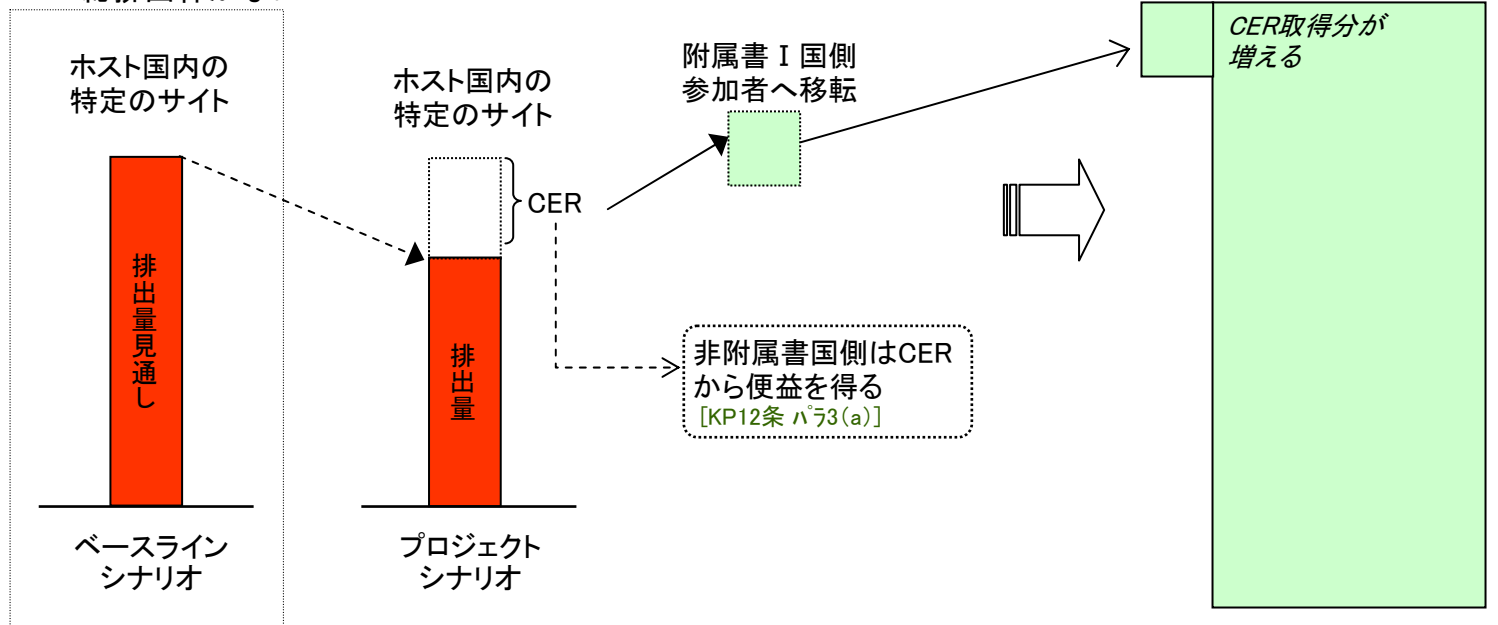 ホスト国内の
特定のサイト
排出量見通し
ベースライン
シナリオ
ホスト国内の
特定のサイト
CER
排出量
プロジェクト
シナリオ
附属書Ⅰ国側
参加者へ移転
非附属書国側はCER
から便益を得る
[KP12条 ﾊﾟﾗ3(a)]
CER取得分が
増える